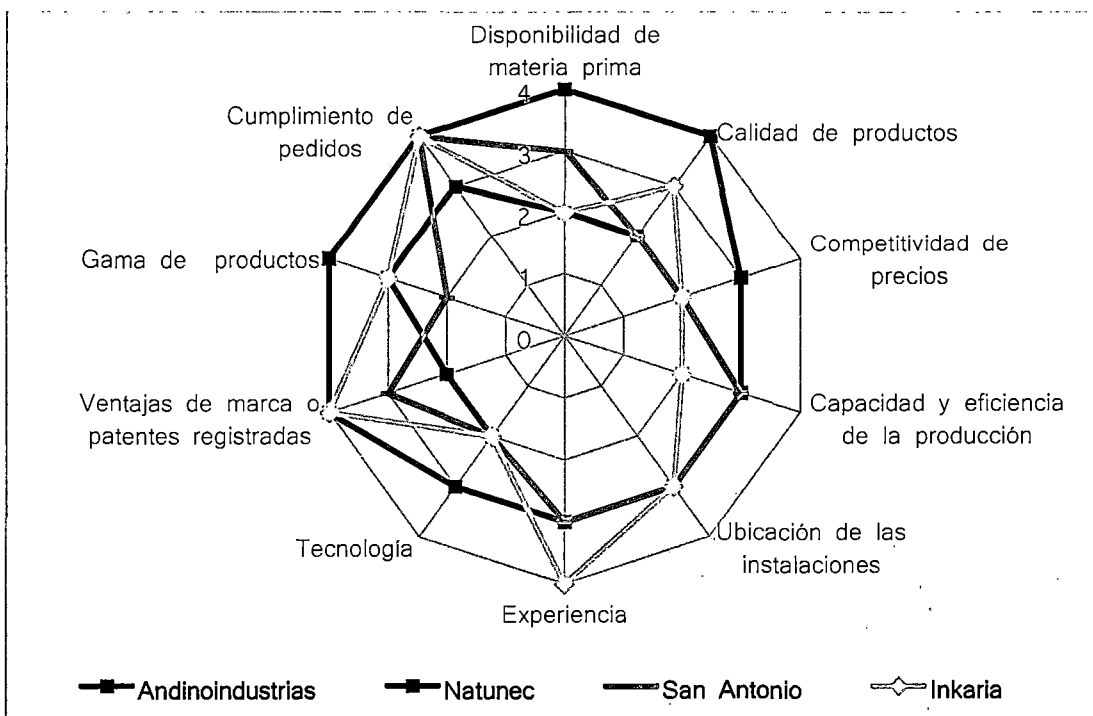 Disponibilidad de
materia prima
Cumplimiento de
pedidos
Calidad de productos
Gama de productos
Competitividad de
precios
4
3
2
1
0
Ventajas de marca o
patentes registradas
Capacidad y eficiencia
de la producción
Tecnología
Ubicación de las
instalaciones
Experiencia
Andinoindustrias
Natunec
San Antonio
Inkaria